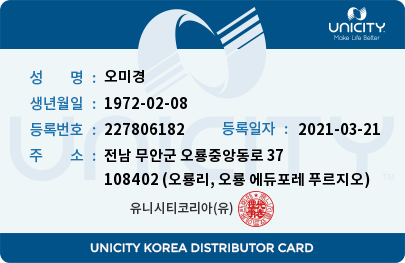 UNICITY
Make Life Better
성 명 : 오미경
생년월일 : 1972-02-08
등록번호 : 227806182 등록일자 : 2021-03-21
주 소 : 전남 무안군 오룡중앙동로 37
108402 (오룡리, 오룡 에듀포레 푸르지오)
유니시티코리아(유)
UNICITY KOREA DISTRIBUTOR CARD
UNICITY